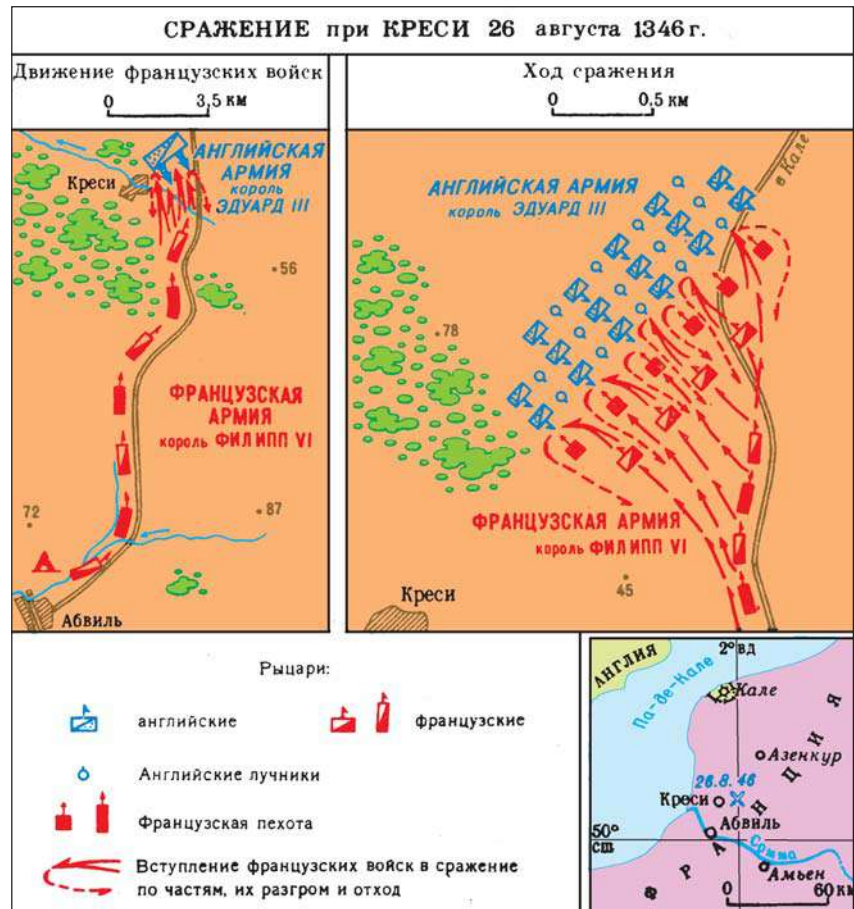 СРАЖЕНИЕ при КРЕСИ 26 августа 1346 г.
Движение французских войск
0 3,5 км
АНГЛИЙСКАЯ
АРМИЯ
король
ЭДУАРД III
Креси
56
ФРАНЦУЗСКАЯ
АРМИЯ
король ФИЛИПП VI
72
87
Абвиль
Ход сражения
0 0,5 км
в Кале
АНГЛИЙСКАЯ АРМИЯ
король ЭДУАРД III
78
ФРАНЦУЗСКАЯ АРМИЯ
король ФИЛИПП VI
45
Креси
Рыцари:
английские
французские
Английские лучники
Французская пехота
Вступление французских войск в сражение
по частям, их разгром и отход
АНГЛИЯ
2° вд
Па-де-Кале
Кале
Азенкур
26.8.46
Креси
Абвиль
50°
сш
Сомма
Амьен
ФРАНЦИЯ
0 60 км